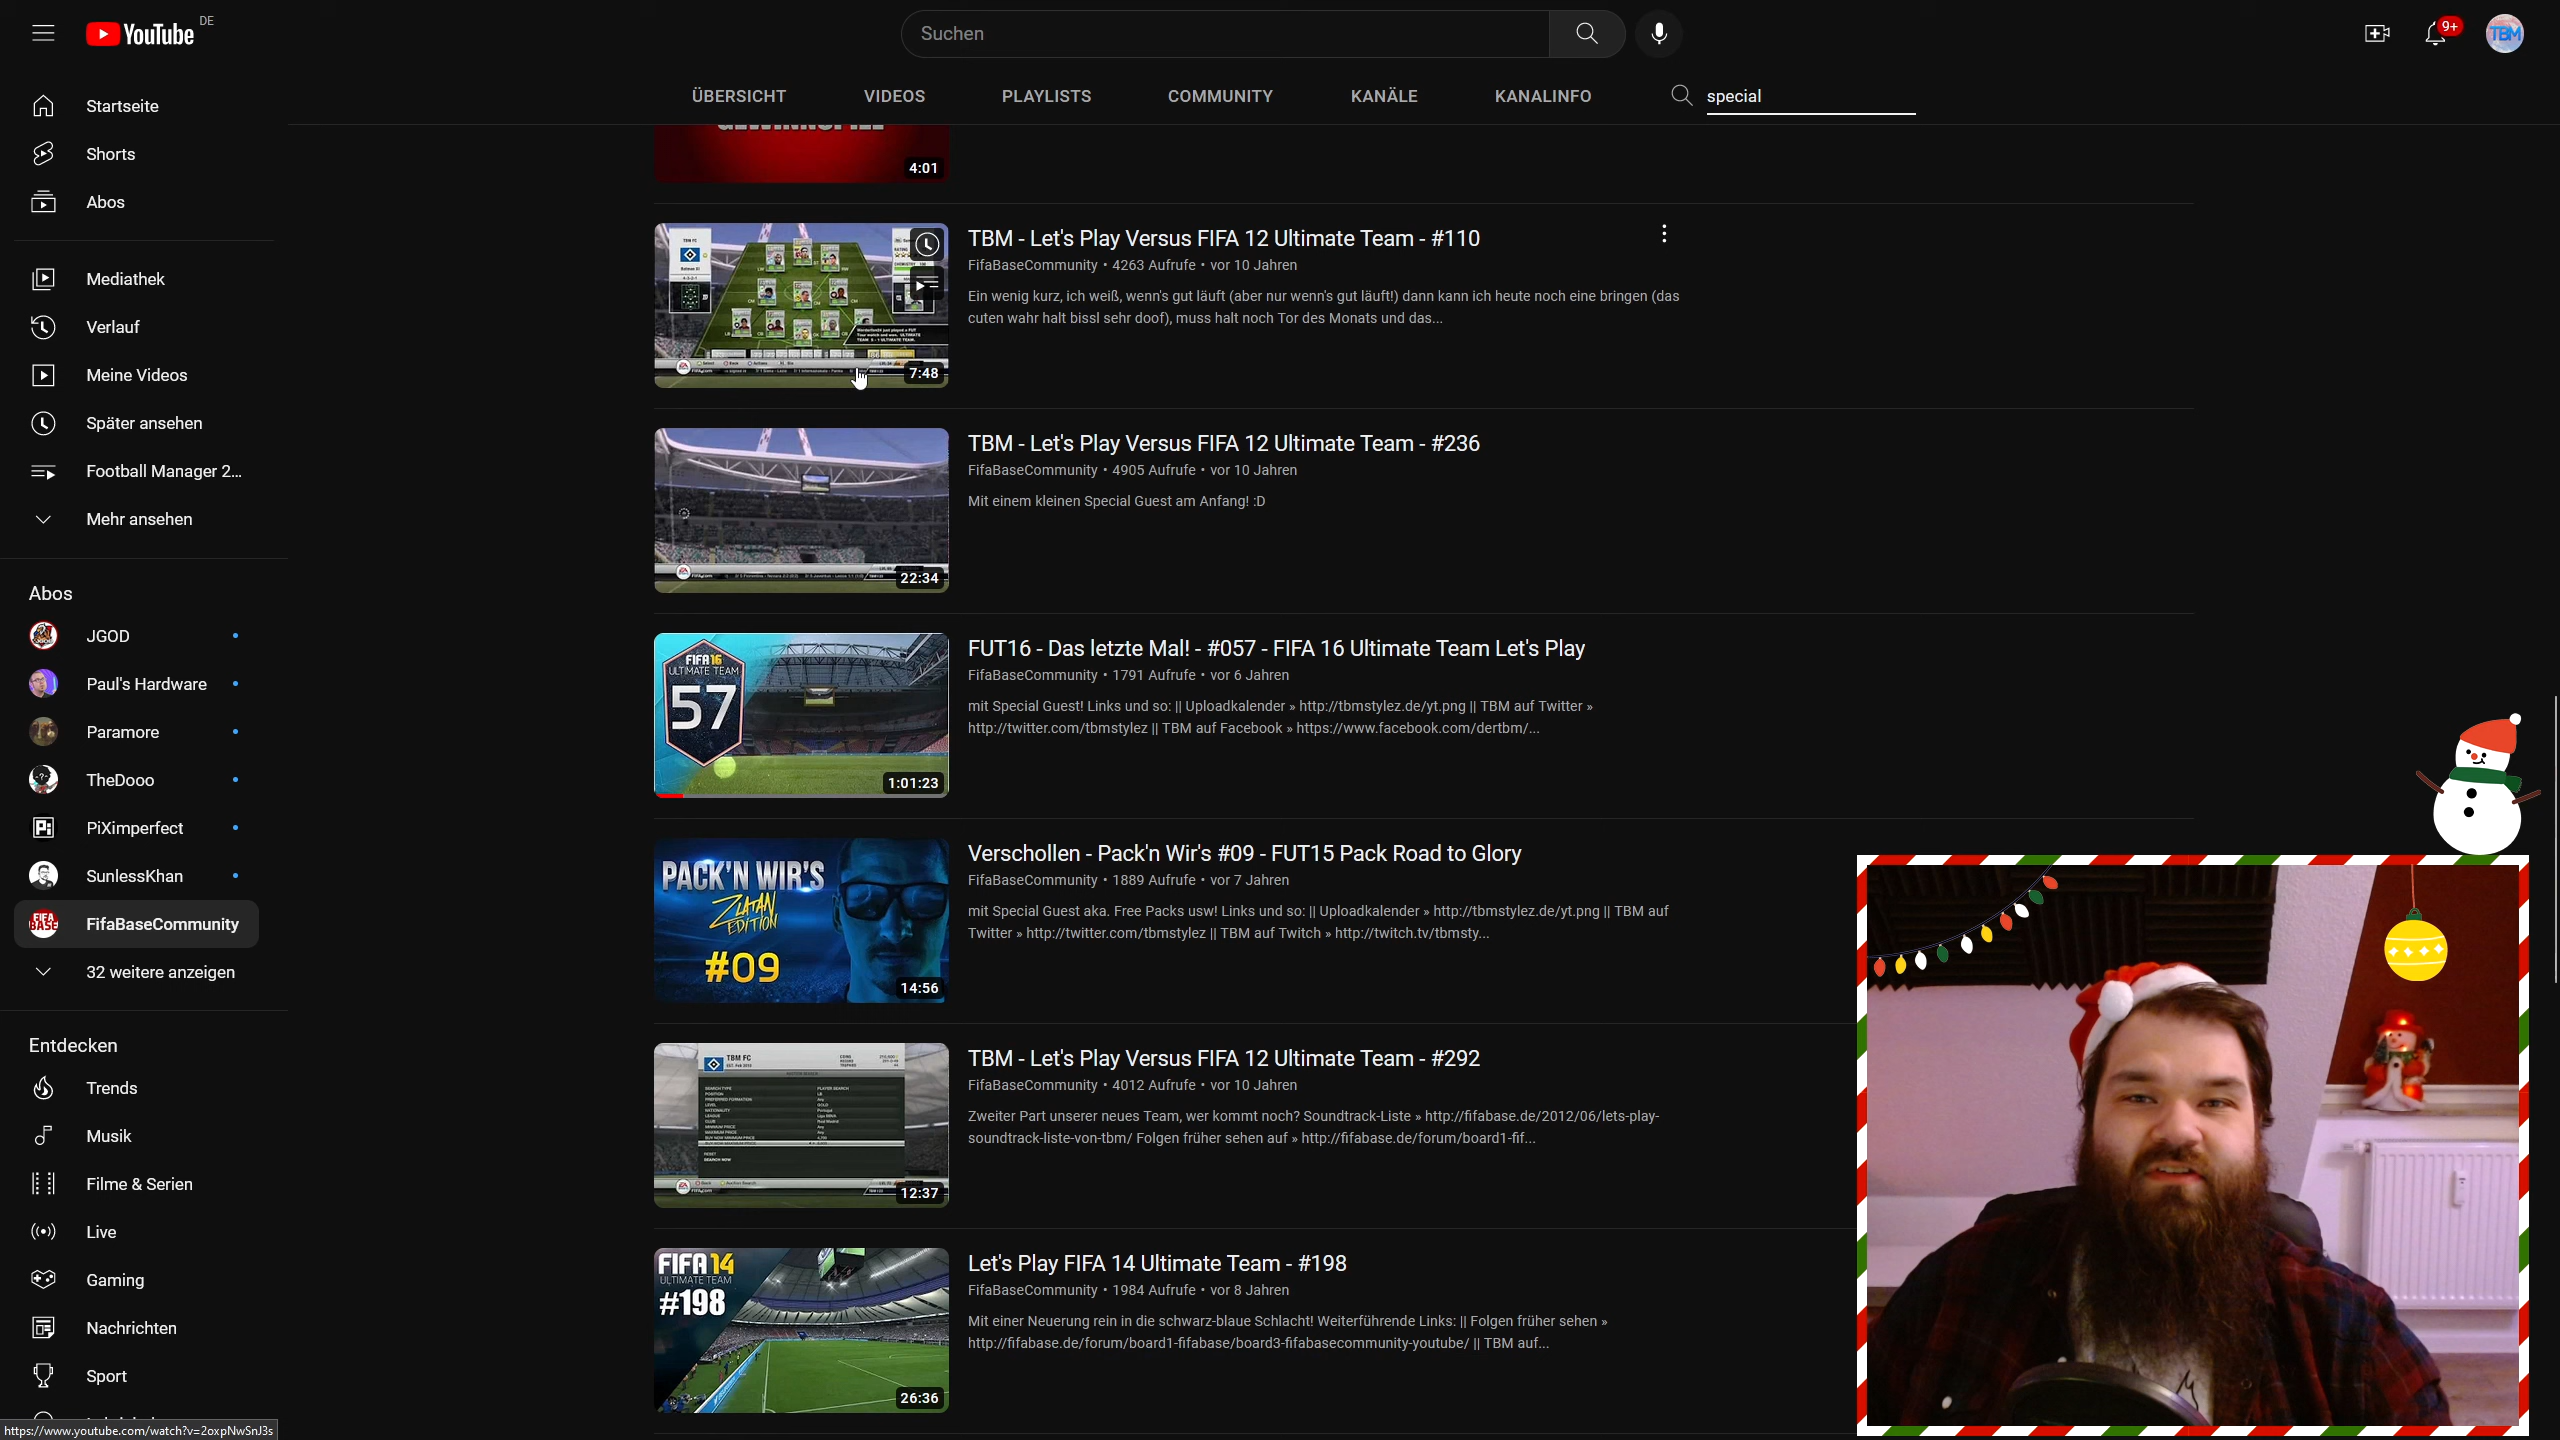 YouTube DE
Suchen
9+
TBM
Startseite
Shorts
Abos
Mediathek
Verlauf
Meine Videos
Später ansehen
Football Manager 2...
Mehr ansehen
Abos
JGOD
Paul's Hardware
Paramore
TheDooo
PiXimperfect
SunlessKhan
FIFA
BASE
FifaBaseCommunity
32 weitere anzeigen
Entdecken
Trends
Musik
Filme & Serien
Live
Gaming
Nachrichten
Sport
https://www.youtube.com/watch?v=2oxpNwSnJ3s
ÜBERSICHT VIDEOS PLAYLISTS COMMUNITY KANÄLE KANALINFO special
4:01
7:48
TBM - Let's Play Versus FIFA 12 Ultimate Team - #110
FifaBaseCommunity • 4263 Aufrufe • vor 10 Jahren
Ein wenig kurz, ich weiß, wenn's gut läuft (aber nur wenn's gut läuft!) dann kann ich heute noch eine bringen (das
cuten wahr halt bissl sehr doof), muss halt noch Tor des Monats und das...
22:34
TBM - Let's Play Versus FIFA 12 Ultimate Team - #236
FifaBaseCommunity • 4905 Aufrufe • vor 10 Jahren
Mit einem kleinen Special Guest am Anfang! :D
FIFA 16
ULTIMATE TEAM
57
1:01:23
FUT16 - Das letzte Mal! - #057 - FIFA 16 Ultimate Team Let's Play
FifaBaseCommunity • 1791 Aufrufe • vor 6 Jahren
mit Special Guest! Links und so: || Uploadkalender » http://tbmstylez.de/yt.png || TBM auf Twitter »
http://twitter.com/tbmstylez || TBM auf Facebook » https://www.facebook.com/dertbm/...
PACK'N WIR'S
ZLATAN
EDITION
#09
14:56
Verschollen - Pack'n Wir's #09 - FUT15 Pack Road to Glory
FifaBaseCommunity • 1889 Aufrufe • vor 7 Jahren
mit Special Guest aka. Free Packs usw! Links und so: || Uploadkalender » http://tbmstylez.de/yt.png || TBM auf
Twitter » http://twitter.com/tbmstylez || TBM auf Twitch » http://twitch.tv/tbmsty...
TBM FC
12:37
TBM - Let's Play Versus FIFA 12 Ultimate Team - #292
FifaBaseCommunity • 4012 Aufrufe • vor 10 Jahren
Zweiter Part unserer neues Team, wer kommt noch? Soundtrack-Liste » http://fifabase.de/2012/06/lets-play-
soundtrack-liste-von-tbm/ Folgen früher sehen auf » http://fifabase.de/forum/board1-fif...
FIFA 14
ULTIMATE TEAM
#198
26:36
Let's Play FIFA 14 Ultimate Team - #198
FifaBaseCommunity • 1984 Aufrufe • vor 8 Jahren
Mit einer Neuerung rein in die schwarz-blaue Schlacht! Weiterführende Links: || Folgen früher sehen »
http://fifabase.de/forum/board1-fifabase/board3-fifabasecommunity-youtube/ || TBM auf...